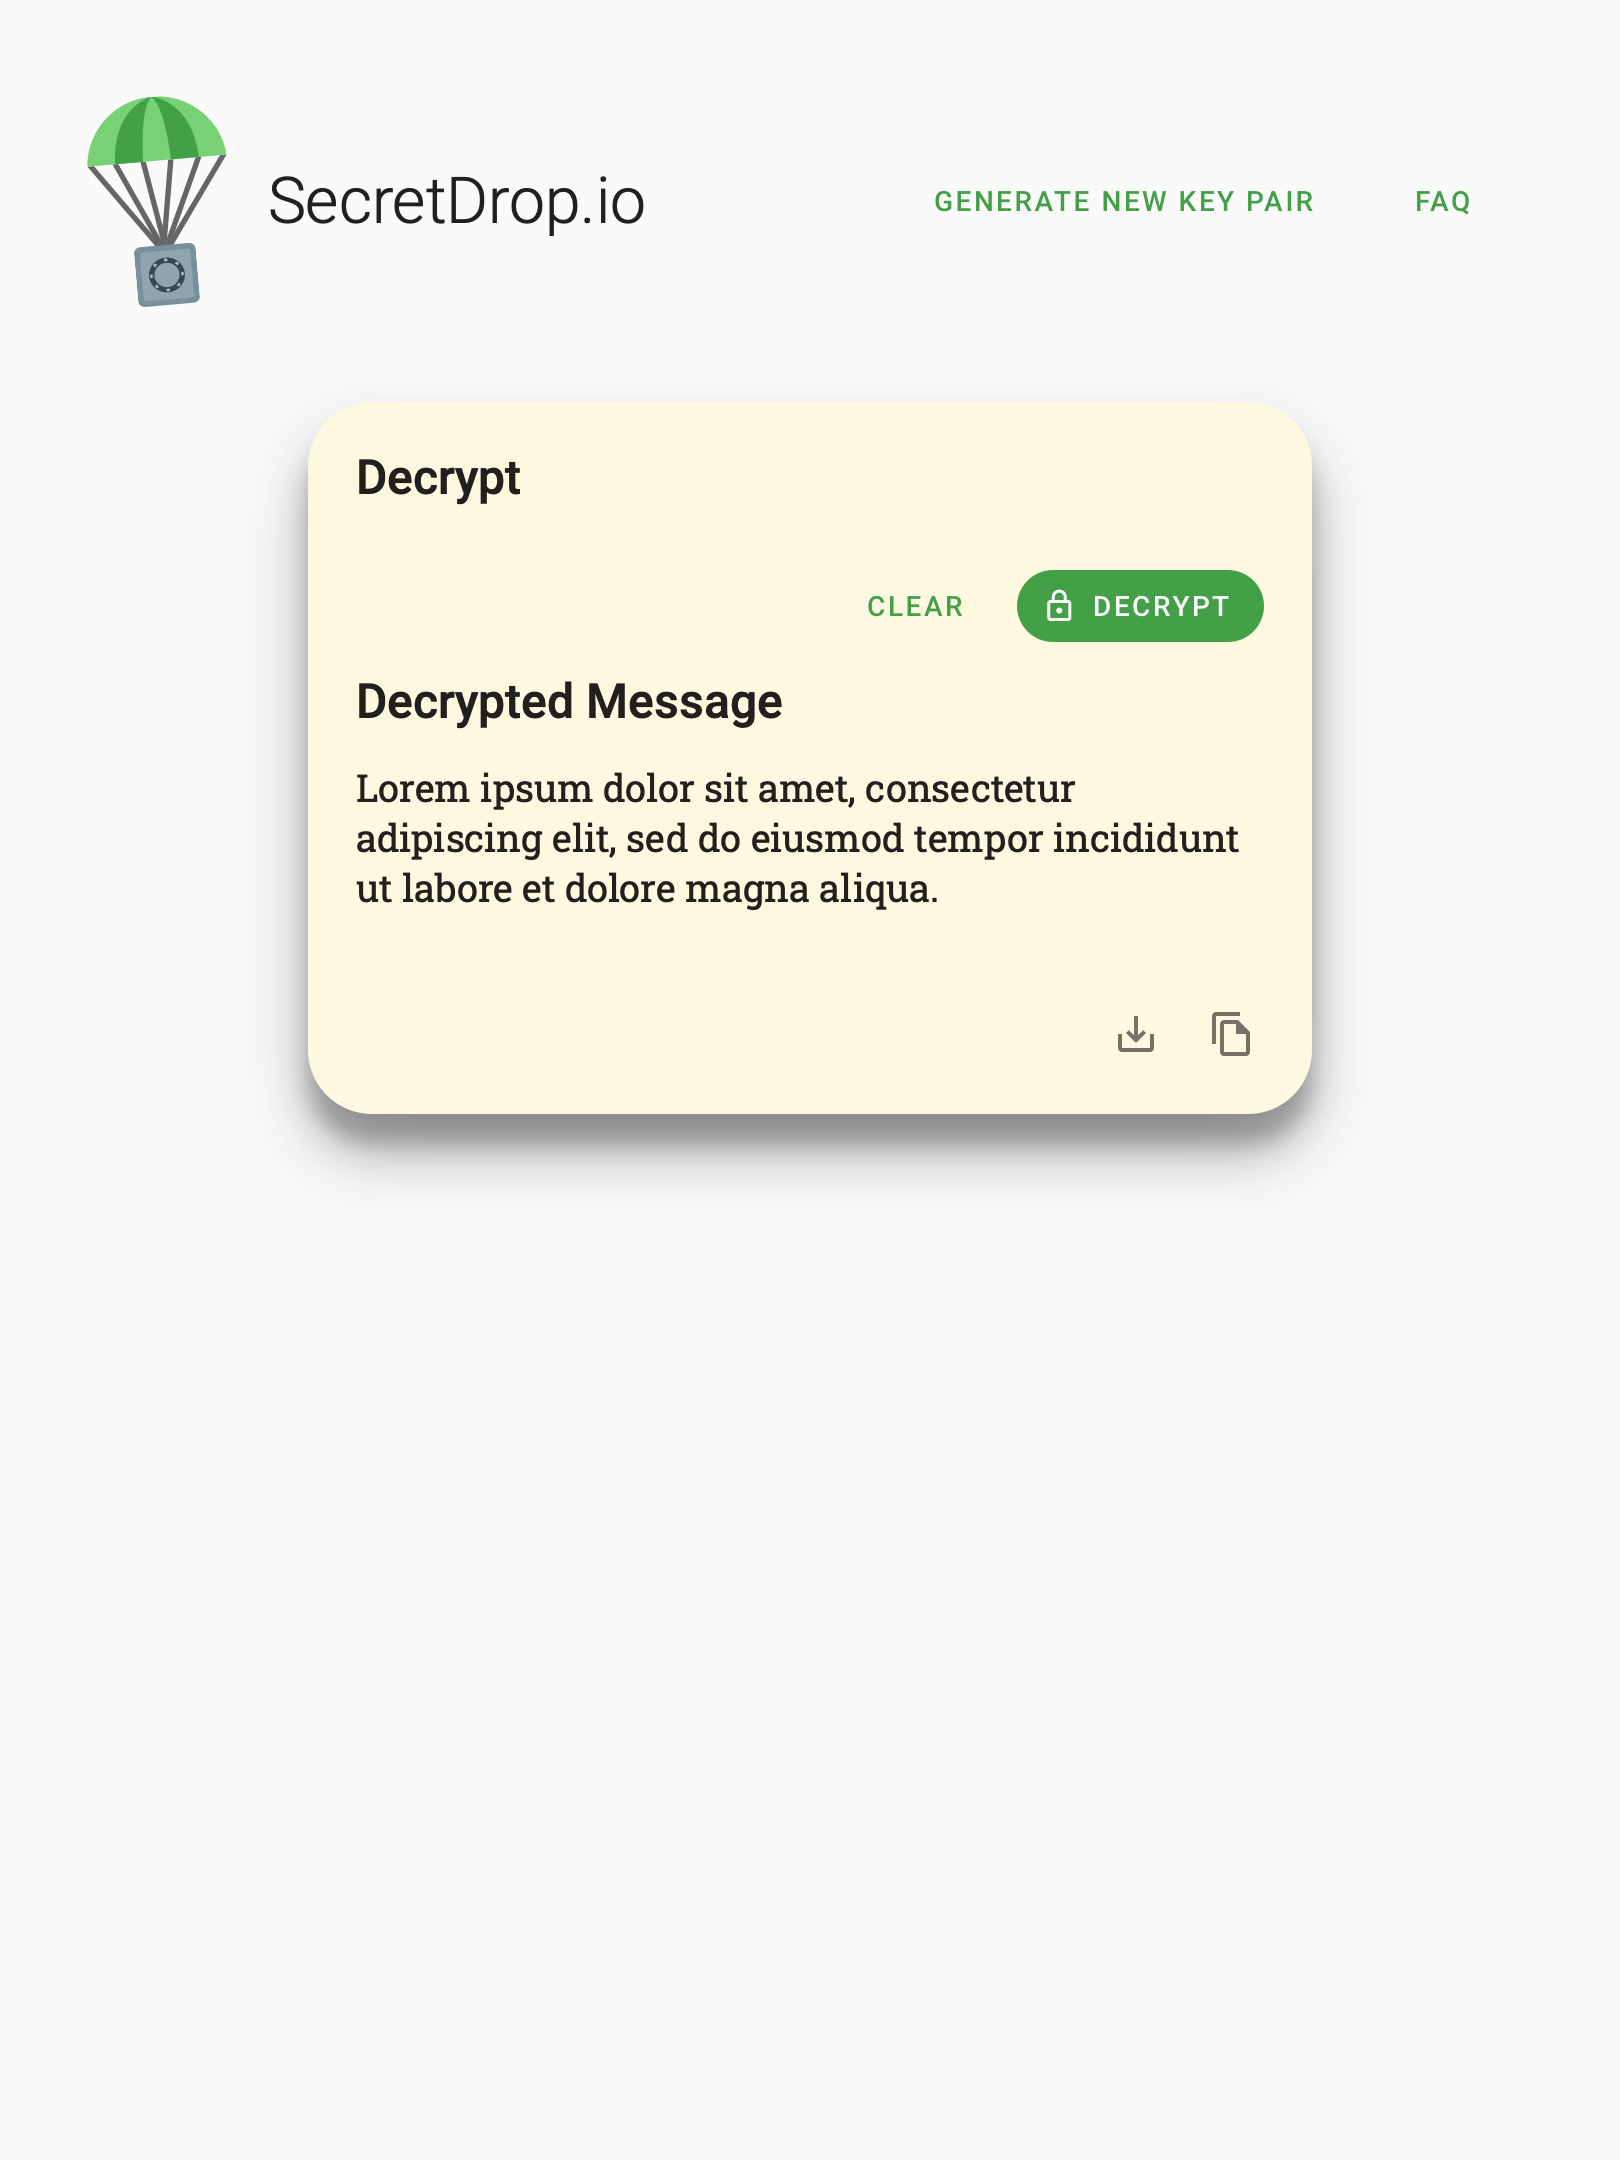 SecretDrop.io
GENERATE NEW KEY PAIR
FAQ
Decrypt
CLEAR
DECRYPT
Decrypted Message
Lorem ipsum dolor sit amet, consectetur
adipiscing elit, sed do eiusmod tempor incididunt
ut labore et dolore magna aliqua.